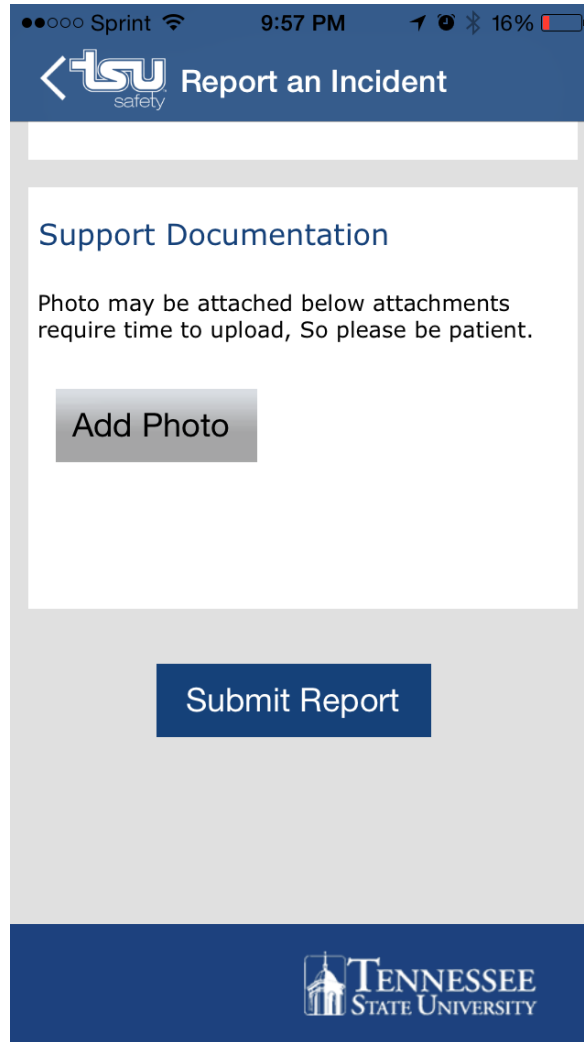 Sprint 9:57 PM 16%
tsu safety Report an Incident
Support Documentation
Photo may be attached below attachments
require time to upload, So please be patient.
Add Photo
Submit Report
TENNESSEE
STATE UNIVERSITY